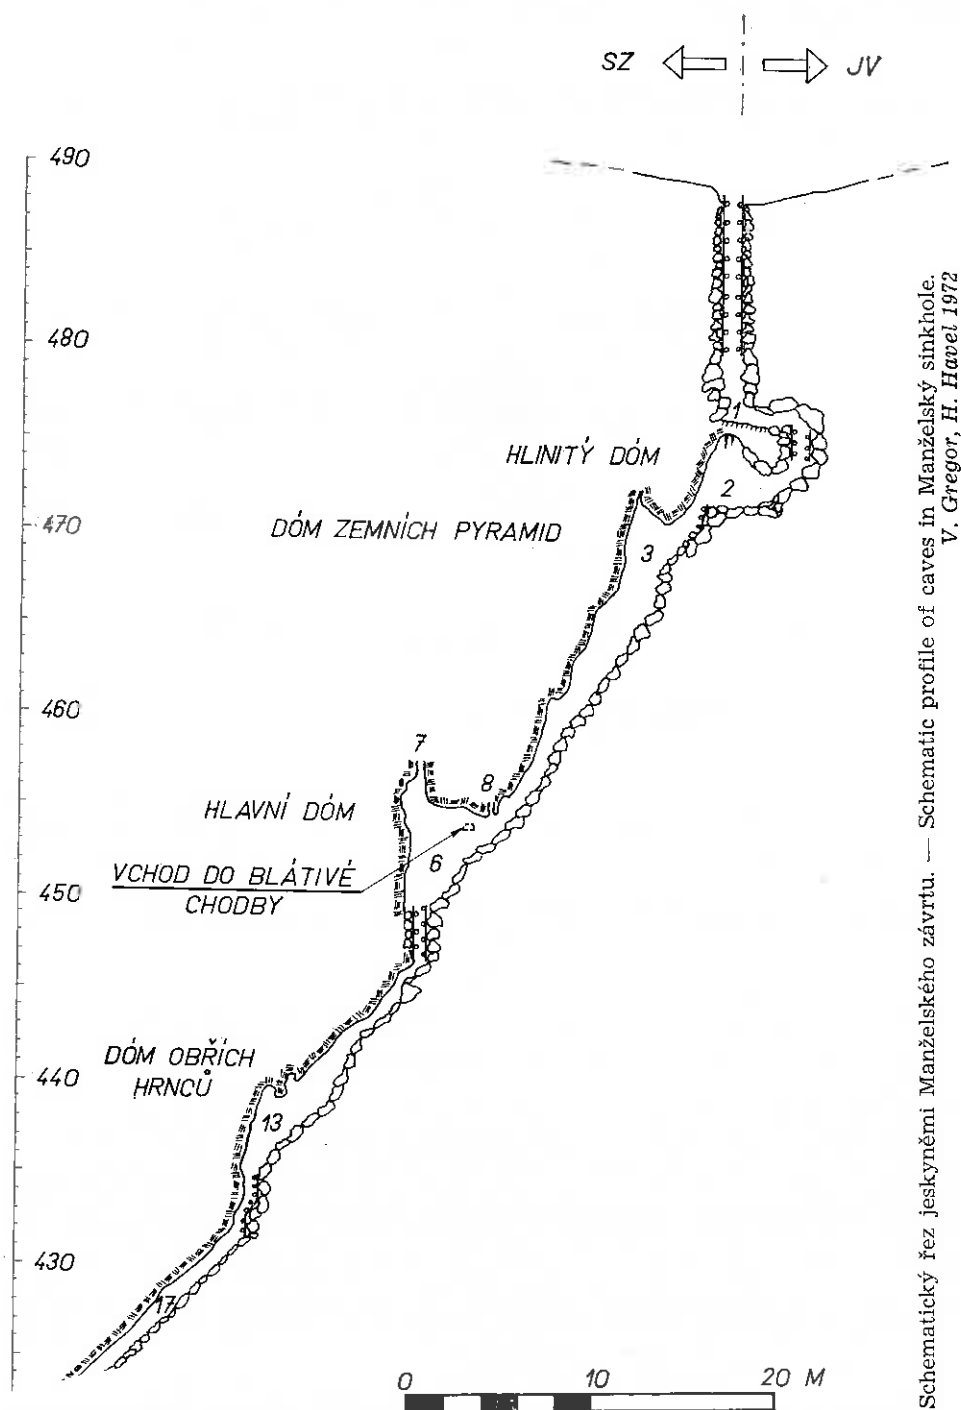 SZ JV
490
480
1
HLINITÝ DÓM
2
470
DÓM ZEMNÍCH PYRAMID
3
460
7
8
HLAVNÍ DÓM
6
VCHOD DO BLÁTIVÉ
CHODBY
450
DÓM OBŘÍCH
HRNCŮ
440
13
430
17
0 10 20 M
Schematický řez jeskyněmi Manželského závrtu. — Schematic profile of caves in Manželský sinkhole.
V. Gregor, H. Havel 1972